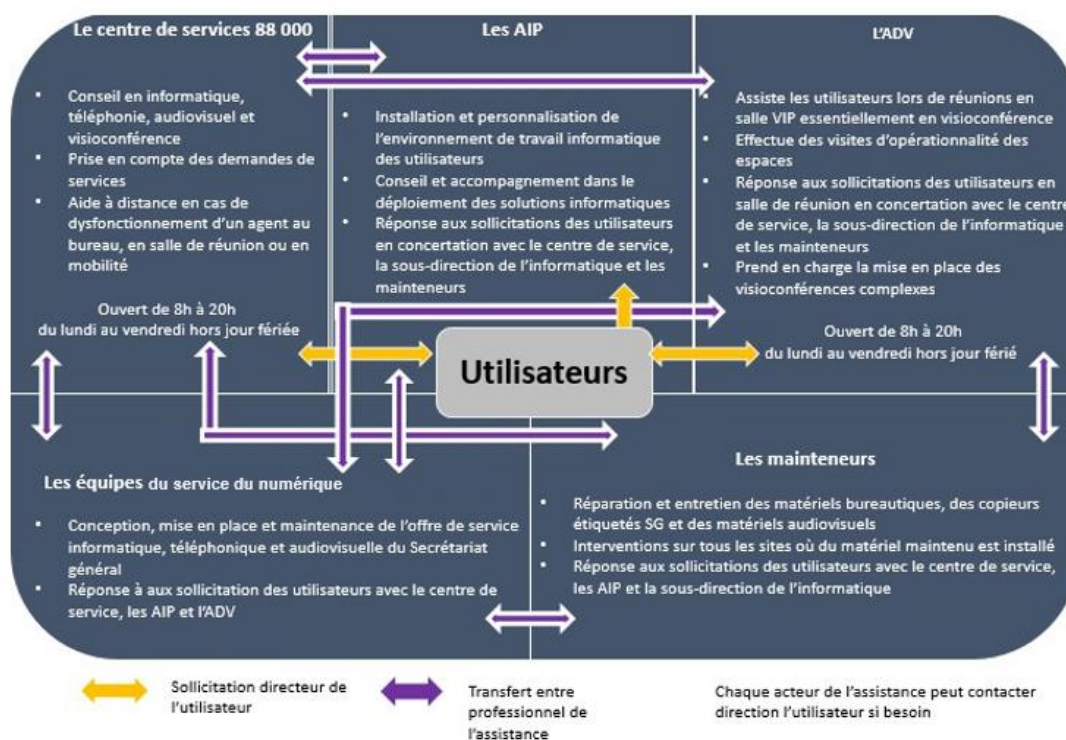 Le centre de services 88 000
▪ Conseil en informatique,
téléphonie, audiovisuel et
visioconférence
▪ Prise en compte des demandes de
services
▪ Aide à distance en cas de
dysfonctionnement d'un agent au
bureau, en salle de réunion ou en
mobilité
Ouvert de 8h à 20h
du lundi au vendredi hors jour fériée
Les AIP
▪ Installation et personnalisation de
l'environnement de travail informatique
des utilisateurs
▪ Conseil et accompagnement dans le
déploiement des solutions informatiques
▪ Réponse aux sollicitations des utilisateurs
en concertation avec le centre de service,
la sous-direction de l'informatique et les
mainteneurs
L'ADV
▪ Assiste les utilisateurs lors de réunions en
salle VIP essentiellement en visioconférence
▪ Effectue des visites d'opérationnalité des
espaces
▪ Réponse aux sollicitations des utilisateurs en
salle de réunion en concertation avec le centre
de service, la sous-direction de l'informatique
et les mainteneurs
▪ Prend en charge la mise en place des
visioconférences complexes
Ouvert de 8h à 20h
du lundi au vendredi hors jour férié
Utilisateurs
Les équipes du service du numérique
▪ Conception, mise en place et maintenance de l'offre de service
informatique, téléphonique et audiovisuelle du Secrétariat
général
▪ Réponse à aux sollicitation des utilisateurs avec le centre de
service, les AIP et l'ADV
Les mainteneurs
▪ Réparation et entretien des matériels bureautiques, des copieurs
étiquetés SG et des matériels audiovisuels
▪ Interventions sur tous les sites où du matériel maintenu est installé
▪ Réponse aux sollicitations des utilisateurs avec le centre de service,
les AIP et la sous-direction de l'informatique
Sollicitation directeur de
l'utilisateur
Transfert entre
professionnel de
l'assistance
Chaque acteur de l'assistance peut contacter
direction l'utilisateur si besoin